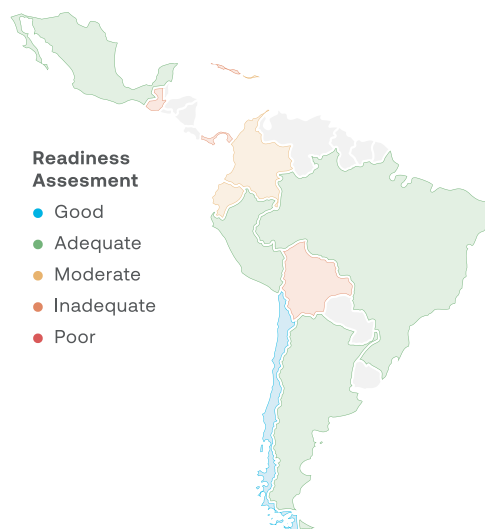 Readiness
Assesment
Good
Adequate
Moderate
Inadequate
Poor